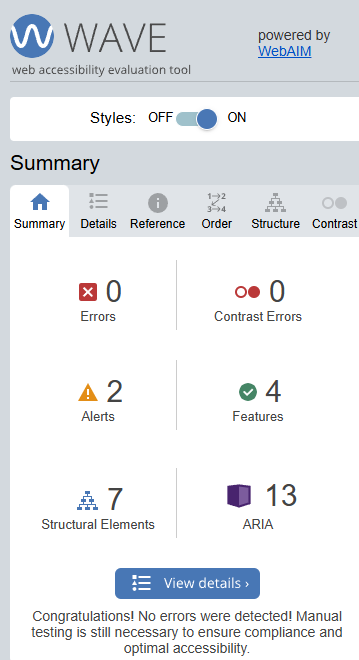 WAVE
powered by
WebAIM
web accessibility evaluation tool
Styles: OFF ON
Summary
Summary Details Reference Order Structure Contrast
0 0
Errors Contrast Errors
2 4
Alerts Features
7 13
Structural Elements ARIA
View details ›
Congratulations! No errors were detected! Manual
testing is still necessary to ensure compliance and
optimal accessibility.